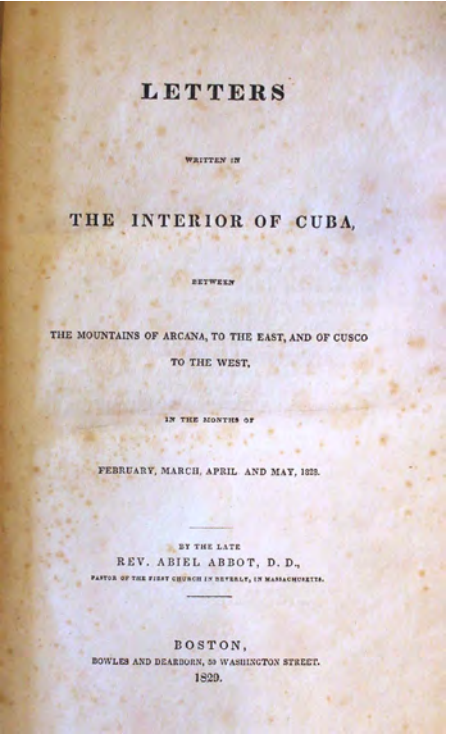 LETTERS
WRITTEN IN
THE INTERIOR OF CUBA,
BETWEEN
THE MOUNTAINS OF ARCANA, TO THE EAST, AND OF CUSCO
TO THE WEST,
IN THE MONTHS OF
FEBRUARY, MARCH, APRIL AND MAY, 1828.
BY THE LATE
REV. ABIEL ABBOT, D. D.,
PASTOR OF THE FIRST CHURCH IN BEVERLY, IN MASSACHUSETTS.
BOSTON,
BOWLES AND DEARBORN, 50 WASHINGTON STREET.
1829.